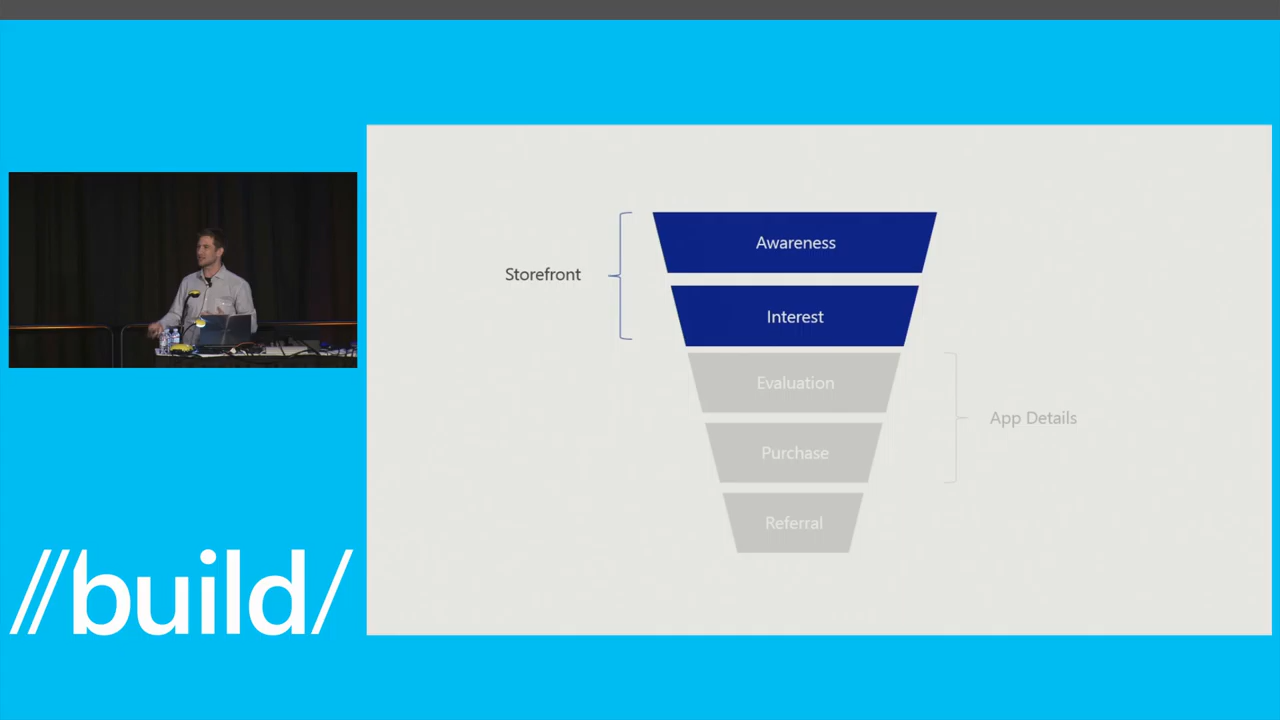 Awareness
Storefront
Interest
Evaluation
App Details
Purchase
Referral
//build/